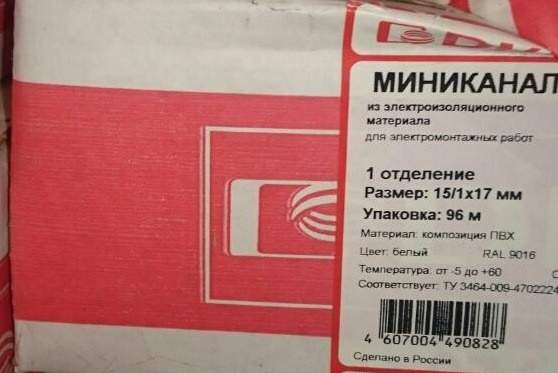 МИНИКАНАЛ
из электроизоляционного
материала
для электромонтажных работ
1 отделение
Размер: 15/1x17 мм
Упаковка: 96 м
Материал: композиция ПВХ
Цвет: белый RAL 9016
Температура: от -5 до +60
Соответствует: ТУ 3464-009-4702224
4 607004 490828
Сделано в России